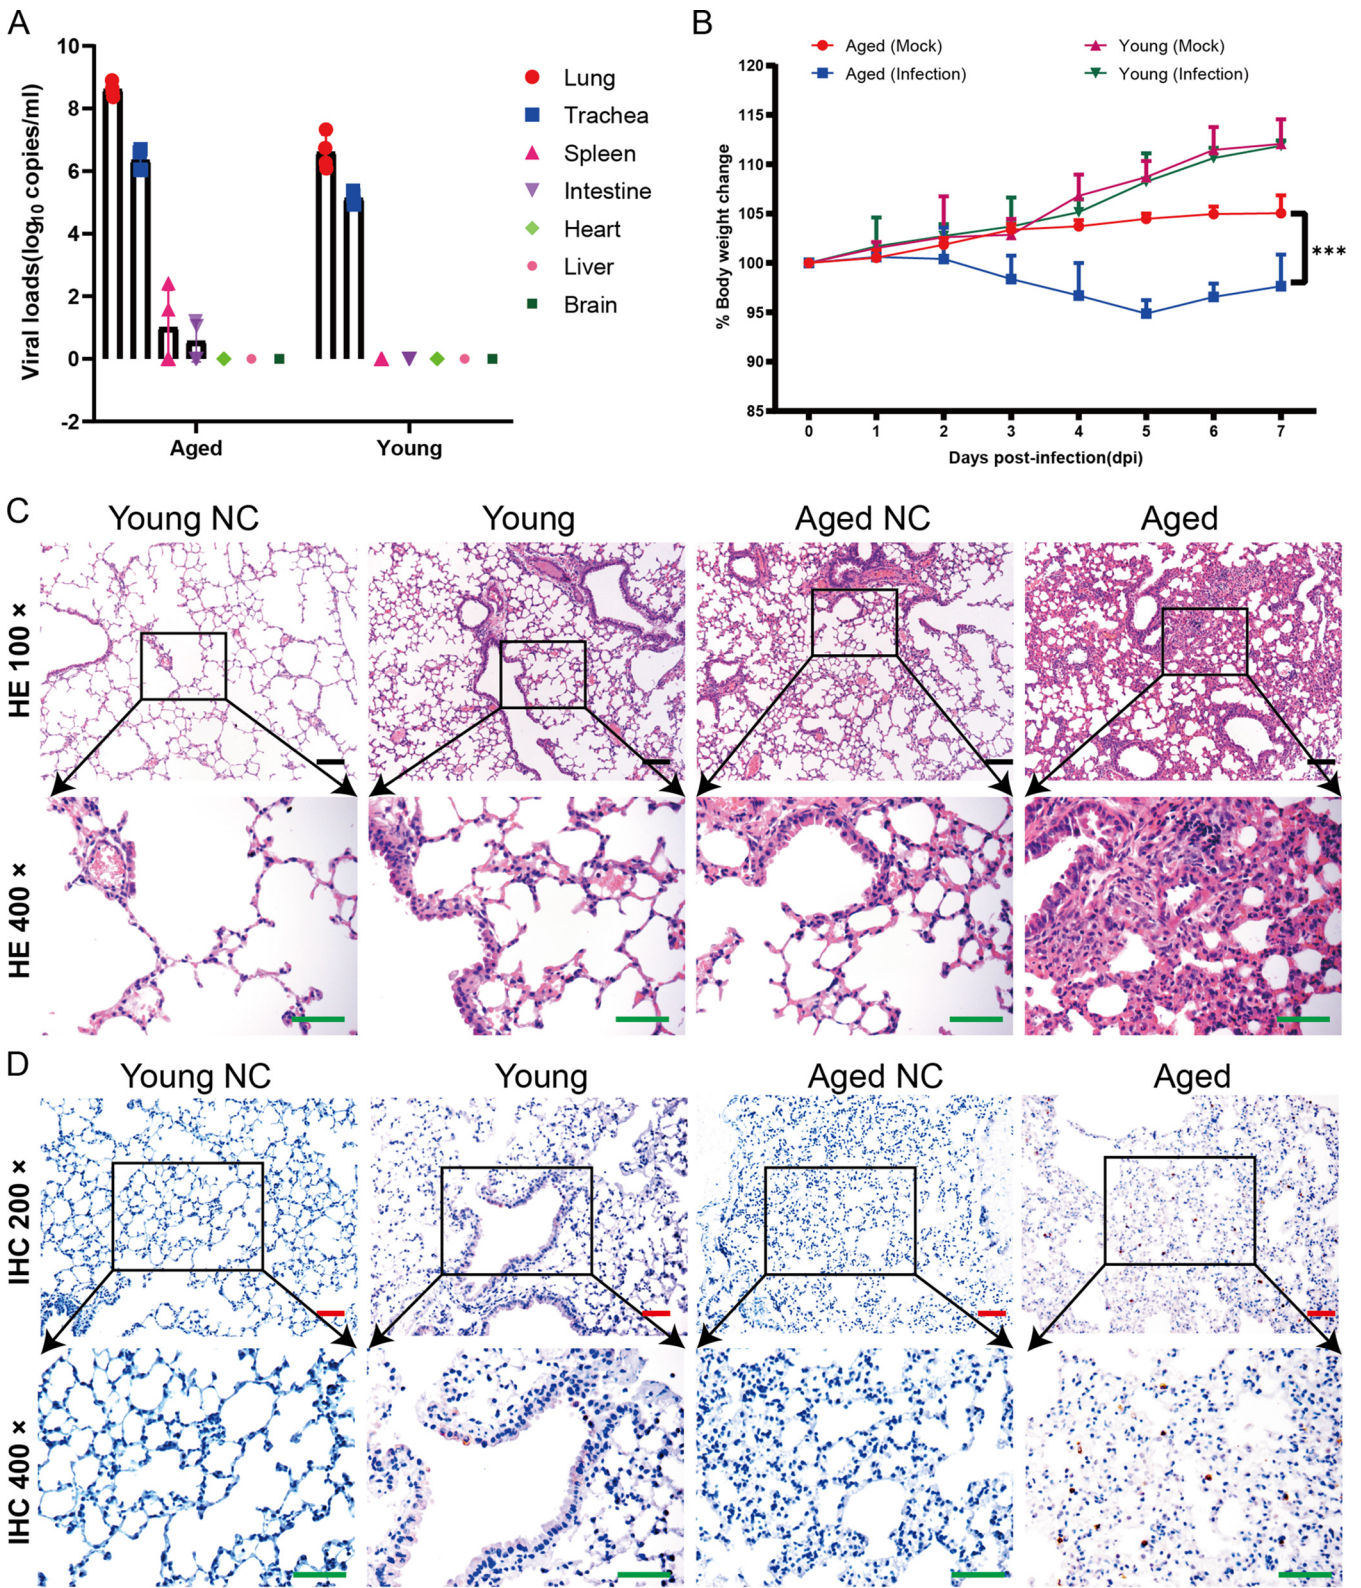 A
10
8
6
4
2
0
-2
Viral loads(log10 copies/ml)
Aged
Young
Lung
Trachea
Spleen
Intestine
Heart
Liver
Brain
B
Aged (Mock)
Aged (Infection)
Young (Mock)
Young (Infection)
120
115
110
105
100
95
90
85
% Body weight change
***
0 1 2 3 4 5 6 7
Days post-infection(dpi)
C
Young NC
Young
Aged NC
Aged
HE 100 ×
HE 400 ×
D
Young NC
Young
Aged NC
Aged
IHC 200 ×
IHC 400 ×